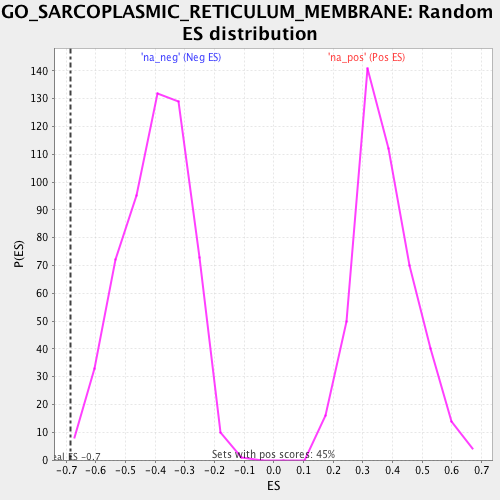 GO_SARCOPLASMIC_RETICULUM_MEMBRANE: Random
ES distribution
'na_neg' (Neg ES)
'na_pos' (Pos ES)
140
130
120
110
100
90
80
70
60
50
40
30
20
10
0
P(ES)
ES -0.7
Sets with pos scores: 45%
-0.7 -0.6 -0.5 -0.4 -0.3 -0.2 -0.1 0.0 0.1 0.2 0.3 0.4 0.5 0.6 0.7
ES